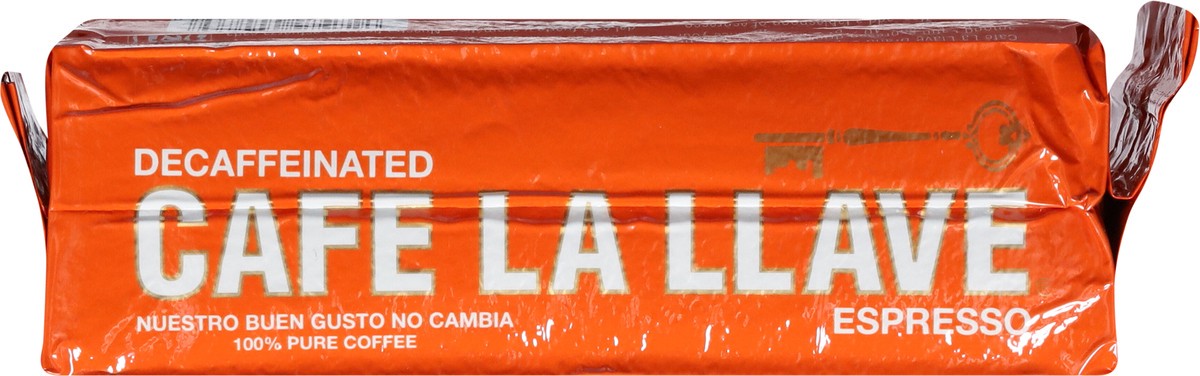 DECAFFEINATED
CAFE LA LLAVE
NUESTRO BUEN GUSTO NO CAMBIA
ESPRESSO
100% PURE COFFEE